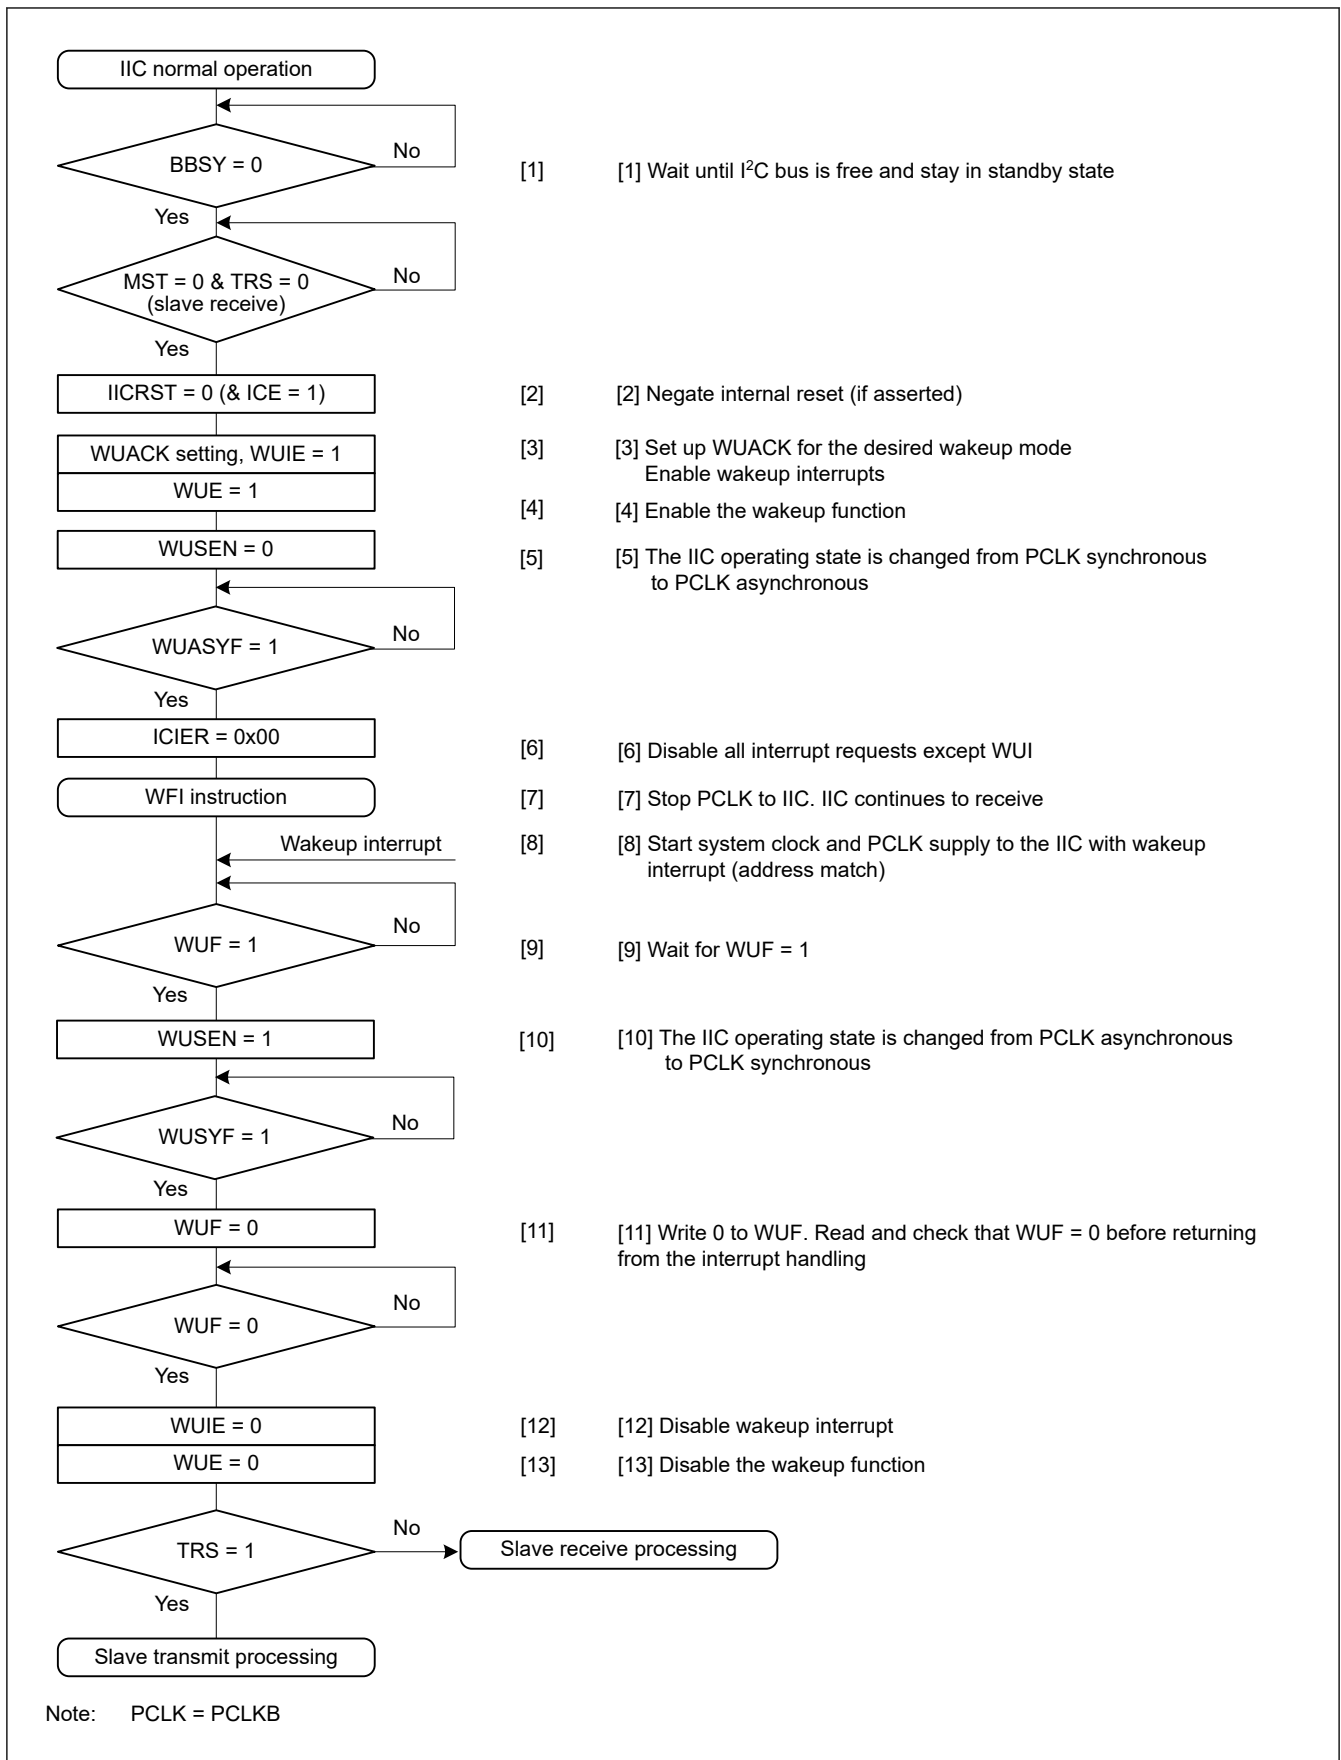 IIC normal operation
BBSY = 0
No
[1] [1] Wait until I²C bus is free and stay in standby state
Yes
MST = 0 & TRS = 0
(slave receive)
No
Yes
IICRST = 0 (& ICE = 1)
[2] [2] Negate internal reset (if asserted)
WUACK setting, WUIE = 1
[3] [3] Set up WUACK for the desired wakeup mode
Enable wakeup interrupts
WUE = 1
[4] [4] Enable the wakeup function
WUSEN = 0
[5] [5] The IIC operating state is changed from PCLK synchronous
to PCLK asynchronous
WUASYF = 1
No
Yes
ICIER = 0x00
[6] [6] Disable all interrupt requests except WUI
WFI instruction
[7] [7] Stop PCLK to IIC. IIC continues to receive
Wakeup interrupt
[8] [8] Start system clock and PCLK supply to the IIC with wakeup
interrupt (address match)
WUF = 1
No
[9] [9] Wait for WUF = 1
Yes
WUSEN = 1
[10] [10] The IIC operating state is changed from PCLK asynchronous
to PCLK synchronous
WUSYF = 1
No
Yes
WUF = 0
[11] [11] Write 0 to WUF. Read and check that WUF = 0 before returning
from the interrupt handling
WUF = 0
No
Yes
WUIE = 0
[12] [12] Disable wakeup interrupt
WUE = 0
[13] [13] Disable the wakeup function
TRS = 1
No
Slave receive processing
Yes
Slave transmit processing
Note: PCLK = PCLKB